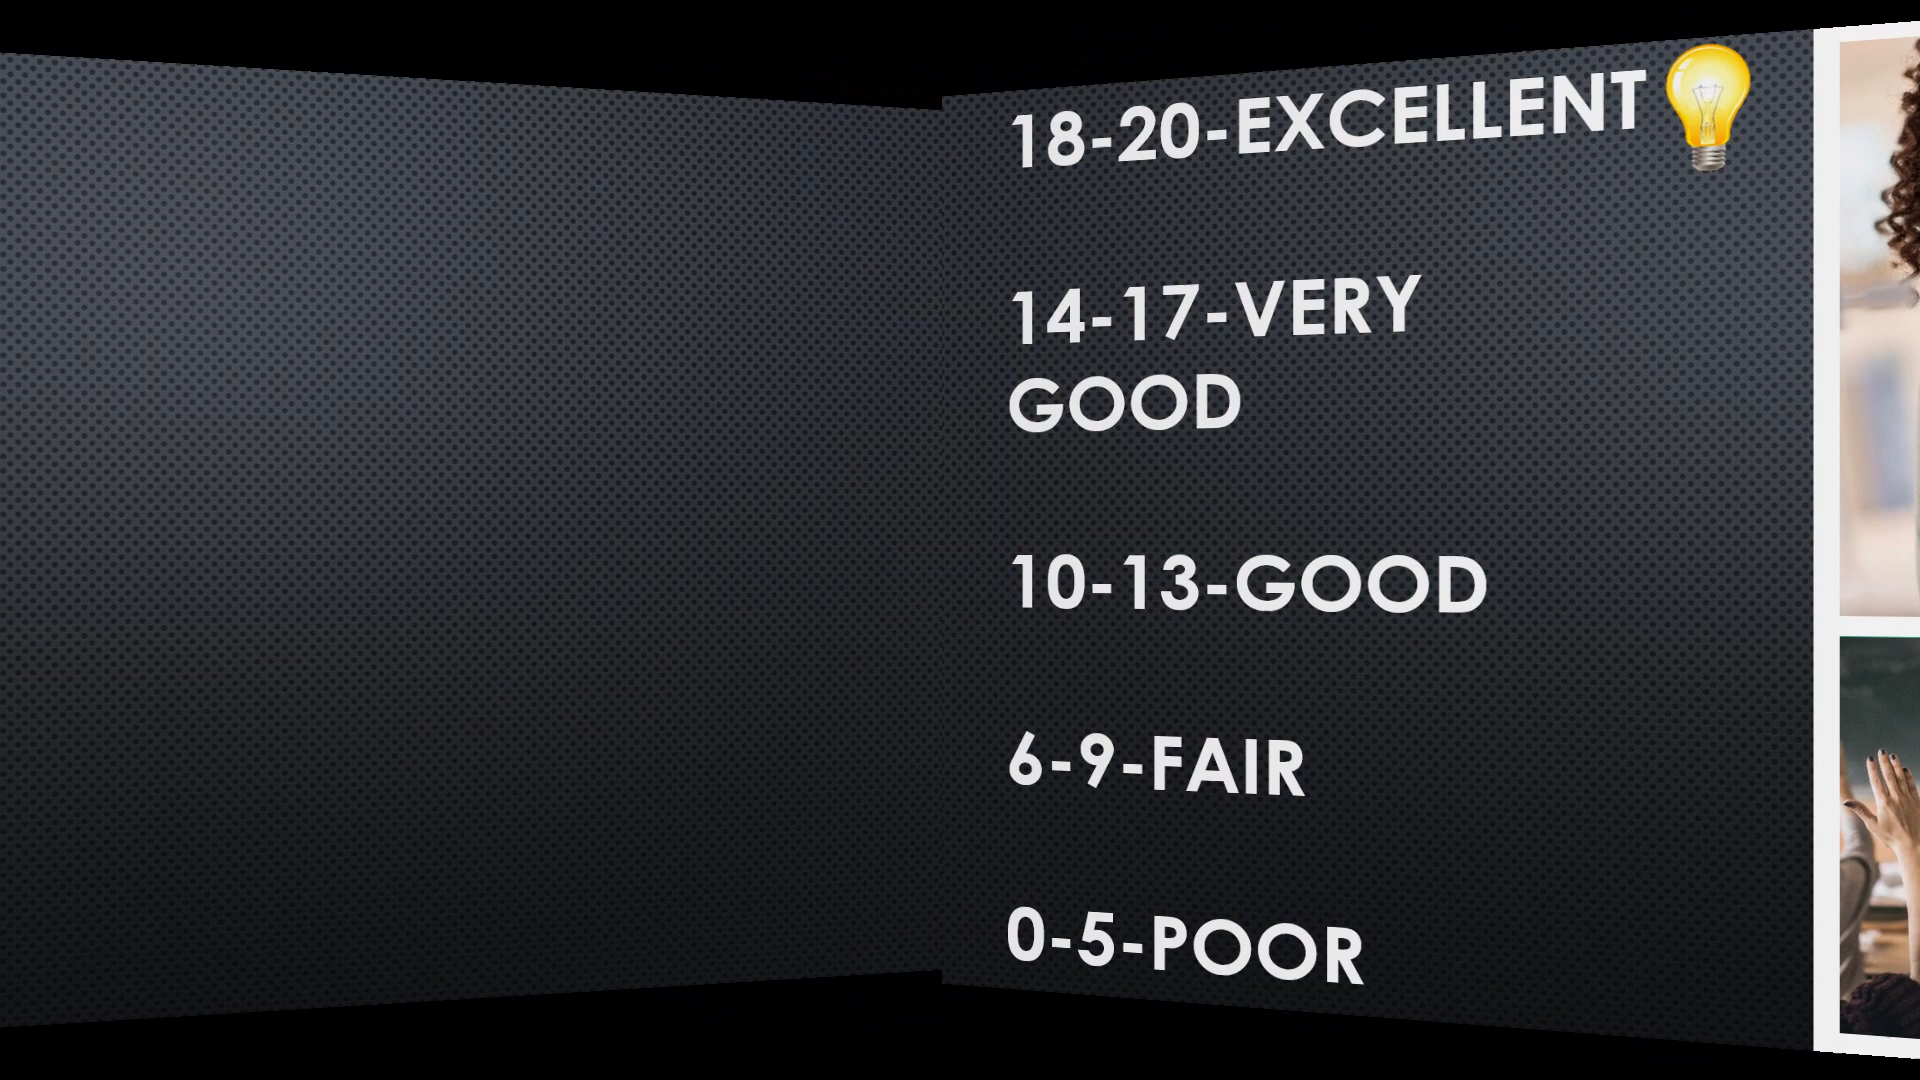 18-20-EXCELLENT💡
14-17-VERY
GOOD
10-13-GOOD
6-9-FAIR
0-5-POOR